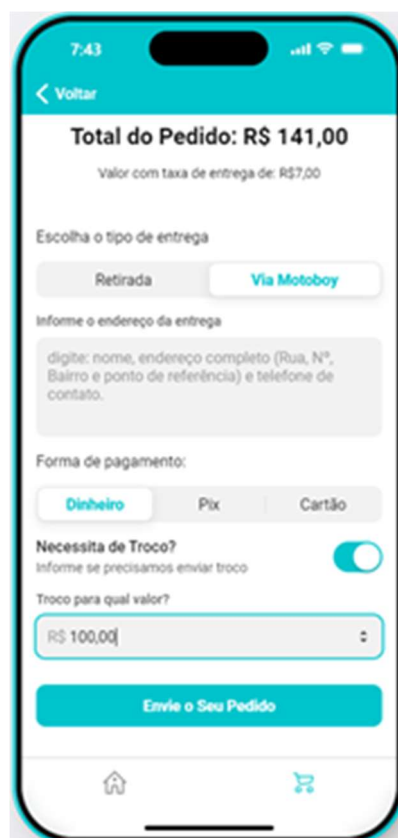 7:43
Voltar
Total do Pedido: R$ 141,00
Valor com taxa de entrega de: R$7,00
Escolha o tipo de entrega
Retirada Via Motoboy
Informe o endereço da entrega
digite: nome, endereço completo (Rua, Nº,
Bairro e ponto de referência) e telefone de
contato.
Forma de pagamento:
Dinheiro Pix Cartão
Necessita de Troco?
Informe se precisamos enviar troco
Troco para qual valor?
R$ 100,00
Envie o Seu Pedido